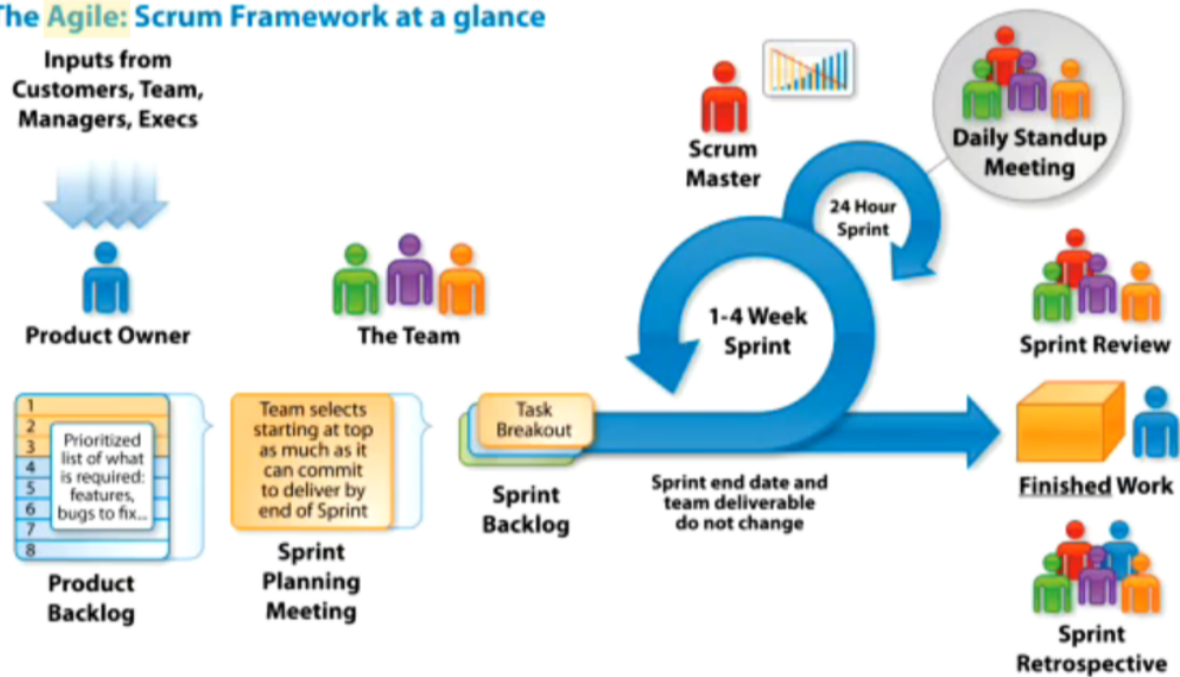 The Agile: Scrum Framework at a glance
Inputs from
Customers, Team,
Managers, Execs
Product Owner
The Team
Scrum
Master
Daily Standup
Meeting
24 Hour
Sprint
1-4 Week
Sprint
Sprint Review
1
2
3
4
5
6
7
8
Prioritized
list of what
is required:
features,
bugs to fix...
Product
Backlog
Team selects
starting at top
as much as it
can commit
to deliver by
end of Sprint
Sprint
Planning
Meeting
Task
Breakout
Sprint
Backlog
Sprint end date and
team deliverable
do not change
Finished Work
Sprint
Retrospective